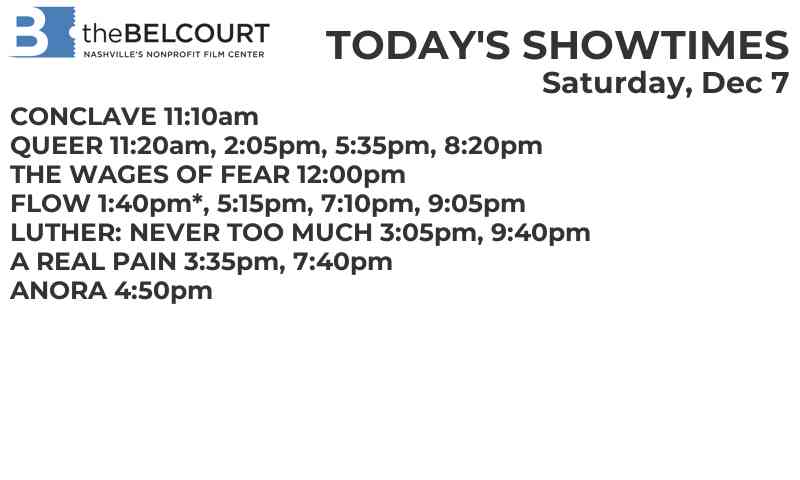 B theBELCOURT
NASHVILLE'S NONPROFIT FILM CENTER
TODAY'S SHOWTIMES
Saturday, Dec 7
CONCLAVE 11:10am
QUEER 11:20am, 2:05pm, 5:35pm, 8:20pm
THE WAGES OF FEAR 12:00pm
FLOW 1:40pm*, 5:15pm, 7:10pm, 9:05pm
LUTHER: NEVER TOO MUCH 3:05pm, 9:40pm
A REAL PAIN 3:35pm, 7:40pm
ANORA 4:50pm